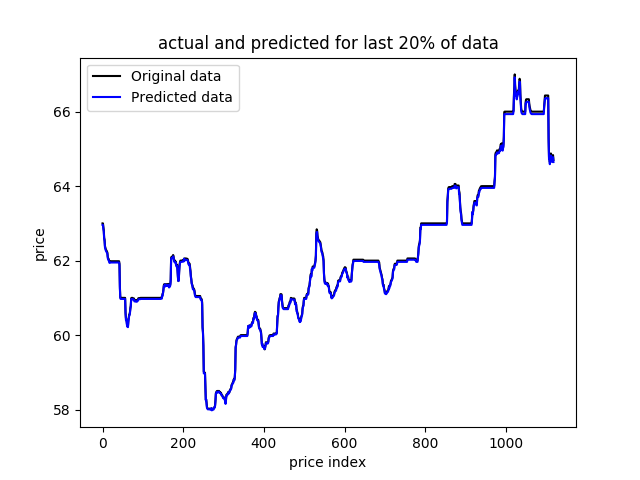 actual and predicted for last 20% of data
Original data
Predicted data
66
64
62
60
58
price
0 200 400 600 800 1000
price index